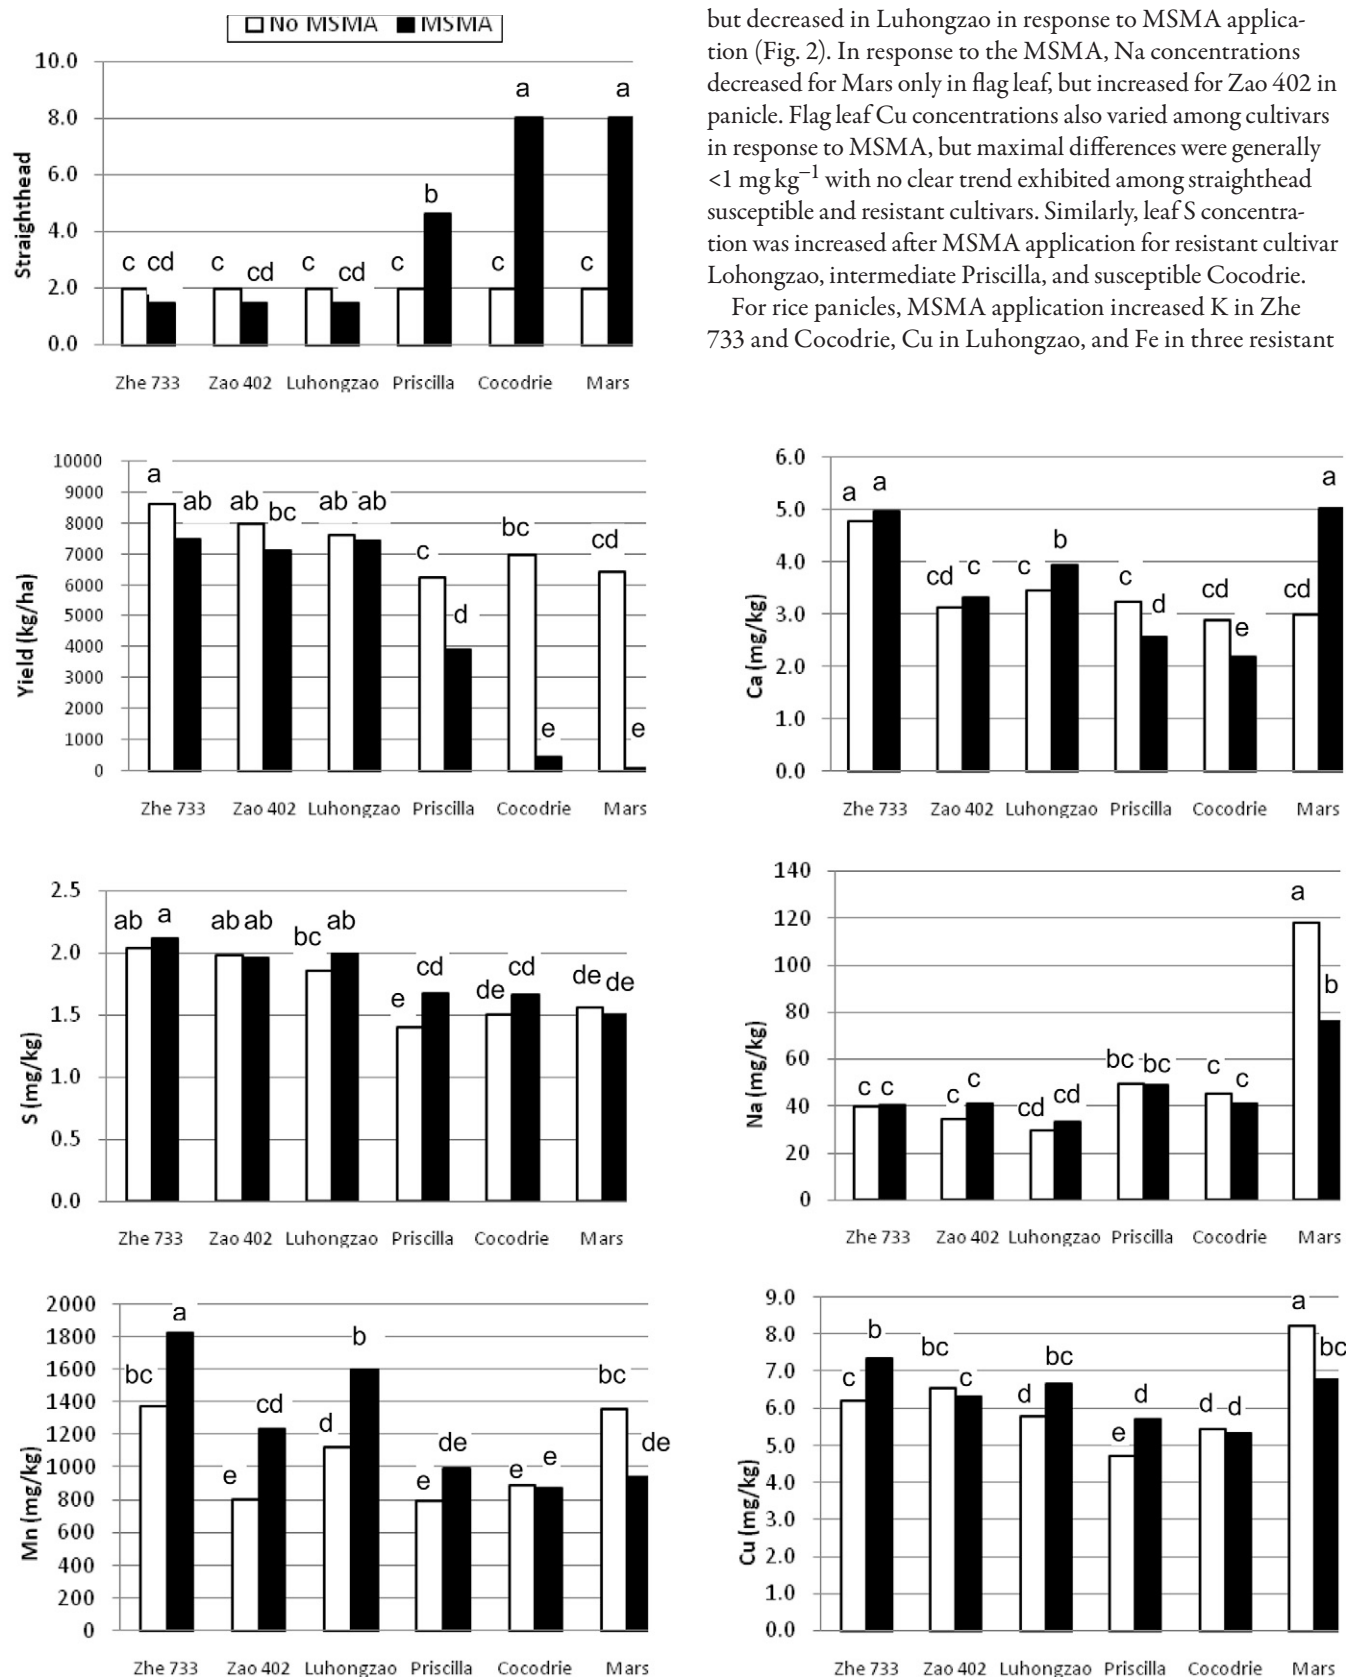 No MSMA MSMA
10.0
8.0
6.0
4.0
2.0
0.0
Straighthead
c cd c cd c cd c b c a c a
Zhe 733 Zao 402 Luhongzao Priscilla Cocodrie Mars
but decreased in Luhongzao in response to MSMA applica-
tion (Fig. 2). In response to the MSMA, Na concentrations
decreased for Mars only in flag leaf, but increased for Zao 402 in
panicle. Flag leaf Cu concentrations also varied among cultivars
in response to MSMA, but maximal differences were generally
<1 mg kg⁻¹ with no clear trend exhibited among straighthead
susceptible and resistant cultivars. Similarly, leaf S concentra-
tion was increased after MSMA application for resistant cultivar
Lohongzao, intermediate Priscilla, and susceptible Cocodrie.
For rice panicles, MSMA application increased K in Zhe
733 and Cocodrie, Cu in Luhongzao, and Fe in three resistant
10000
9000
8000
7000
6000
5000
4000
3000
2000
1000
0
Yield (kg/ha)
a ab ab bc ab ab c d bc e cd e
Zhe 733 Zao 402 Luhongzao Priscilla Cocodrie Mars
6.0
5.0
4.0
3.0
2.0
1.0
0.0
Ca (mg/kg)
a a cd c c b c d cd e cd a
Zhe 733 Zao 402 Luhongzao Priscilla Cocodrie Mars
2.5
2.0
1.5
1.0
0.5
0.0
S (mg/kg)
ab a ab ab bc ab e cd de cd de de
Zhe 733 Zao 402 Luhongzao Priscilla Cocodrie Mars
140
120
100
80
60
40
20
0
Na (mg/kg)
c c c c cd cd bc bc c c a b
Zhe 733 Zao 402 Luhongzao Priscilla Cocodrie Mars
2000
1800
1600
1400
1200
1000
800
600
400
200
0
Mn (mg/kg)
bc a e cd d b e de e e bc de
Zhe 733 Zao 402 Luhongzao Priscilla Cocodrie Mars
9.0
8.0
7.0
6.0
5.0
4.0
3.0
2.0
1.0
0.0
Cu (mg/kg)
c b bc c d bc e d d d a bc
Zhe 733 Zao 402 Luhongzao Priscilla Cocodrie Mars